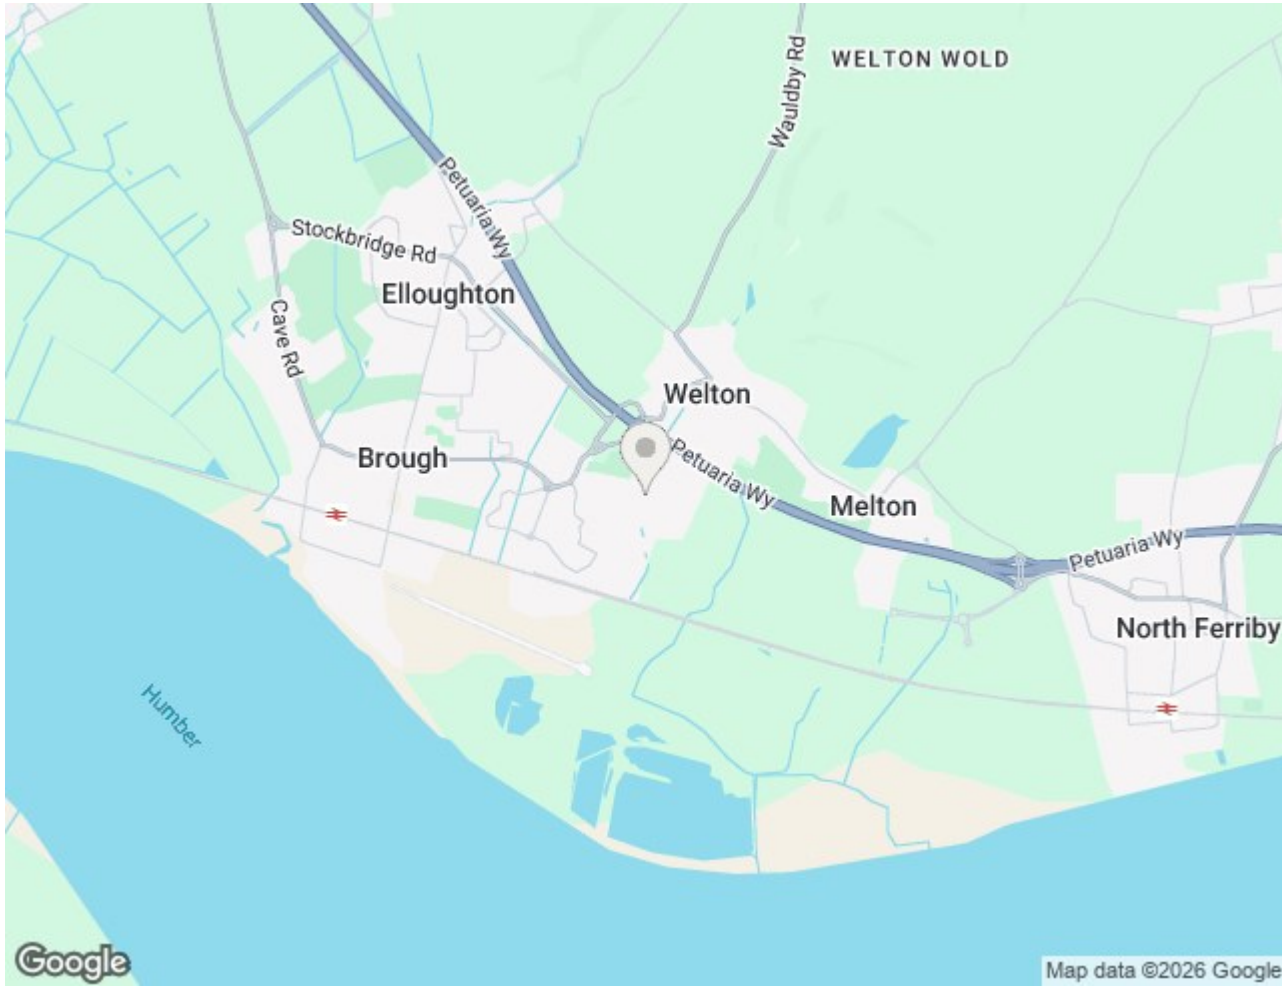 WELTON WOLD
Wauldby Rd
Petuaria Wy
Stockbridge Rd
Elloughton
Cave Rd
Welton
Brough
Petuaria Wy
Melton
Petuaria Wy
North Ferriby
Humber
Google
Map data ©2026 Google